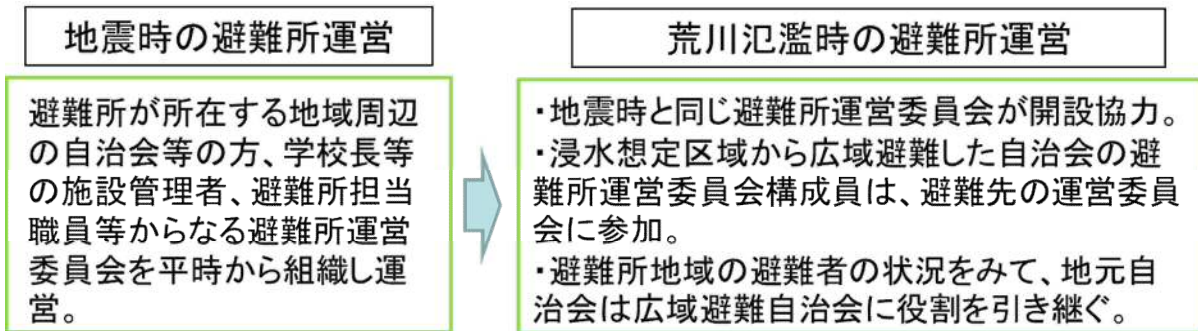 地震時の避難所運営
避難所が所在する地域周辺
の自治会等の方、学校長等
の施設管理者、避難所担当
職員等からなる避難所運営
委員会を平時から組織し運
営。
荒川氾濫時の避難所運営
・地震時と同じ避難所運営委員会が開設協力。
・浸水想定区域から広域避難した自治会の避
難所運営委員会構成員は、避難先の運営委員
会に参加。
・避難所地域の避難者の状況をみて、地元自
治会は広域避難自治会に役割を引き継ぐ。